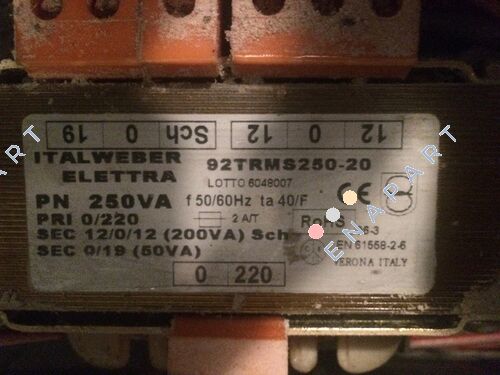 19 0 Sch 12 0 12
ITALWEBER 92TRMS250-20
ELETTRA LOTTO 6048007
PN 250VA f 50/60Hz ta 40/F CE
PRI 0/220 2 A/T RoHS
SEC 12/0/12 (200VA) Sch
SEC 0/19 (50VA) EN 61558-2-6
0 220 VERONA ITALY
ENAPART